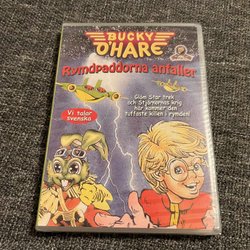 BUCKY
O'HARE
2
Rymdpaddorna anfaller
Glöm Star trek
och Stjärnornas krig
här kommer den
tuffaste killen i rymden!
Vi talar
svenska